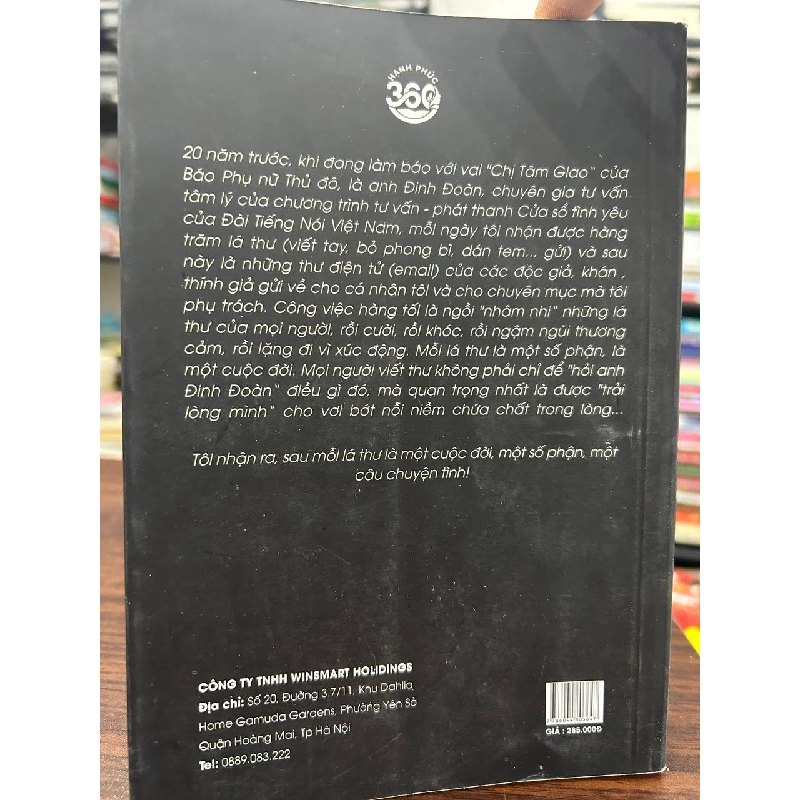 HẠNH PHÚC
360
20 năm trước, khi đang làm báo với vai "Chị Tâm Giao" của
Báo Phụ nữ Thủ đô, là anh Đinh Đoàn, chuyên gia tư vấn
tâm lý của chương trình tư vấn - phát thanh Cửa sổ tình yêu
của Đài Tiếng Nói Việt Nam, mỗi ngày tôi nhận được hàng
trăm lá thư (viết tay, bỏ phong bì, dán tem... gửi) và sau
này là những thư điện tử (email) của các độc giả, khán ,
thính giả gửi về cho cá nhân tôi và cho chuyên mục mà tôi
phụ trách. Công việc hàng tối là ngồi "nhâm nhi" những lá
thư của mọi người, rồi cười, rồi khóc, rồi ngậm ngùi thương
cảm, rồi lặng đi vì xúc động. Mỗi lá thư là một số phận, là
một cuộc đời. Mọi người viết thư không phải chỉ để "hỏi anh
Đinh Đoàn" điều gì đó, mà quan trọng nhất là được "trải
lòng mình" cho vơi bớt nỗi niềm chứa chất trong lòng...
Tôi nhận ra, sau mỗi lá thư là một cuộc đời, một số phận, một
câu chuyện tình!
CÔNG TY TNHH WINSMART HOLIDINGS
Địa chỉ: Số 20, Đường 3.7/11, Khu Dahlia,
Home Gamuda Gardens, Phường Yên Sở
Quận Hoàng Mai, Tp Hà Nội
Tel: 0889.083.222
GIÁ : 285.000Đ